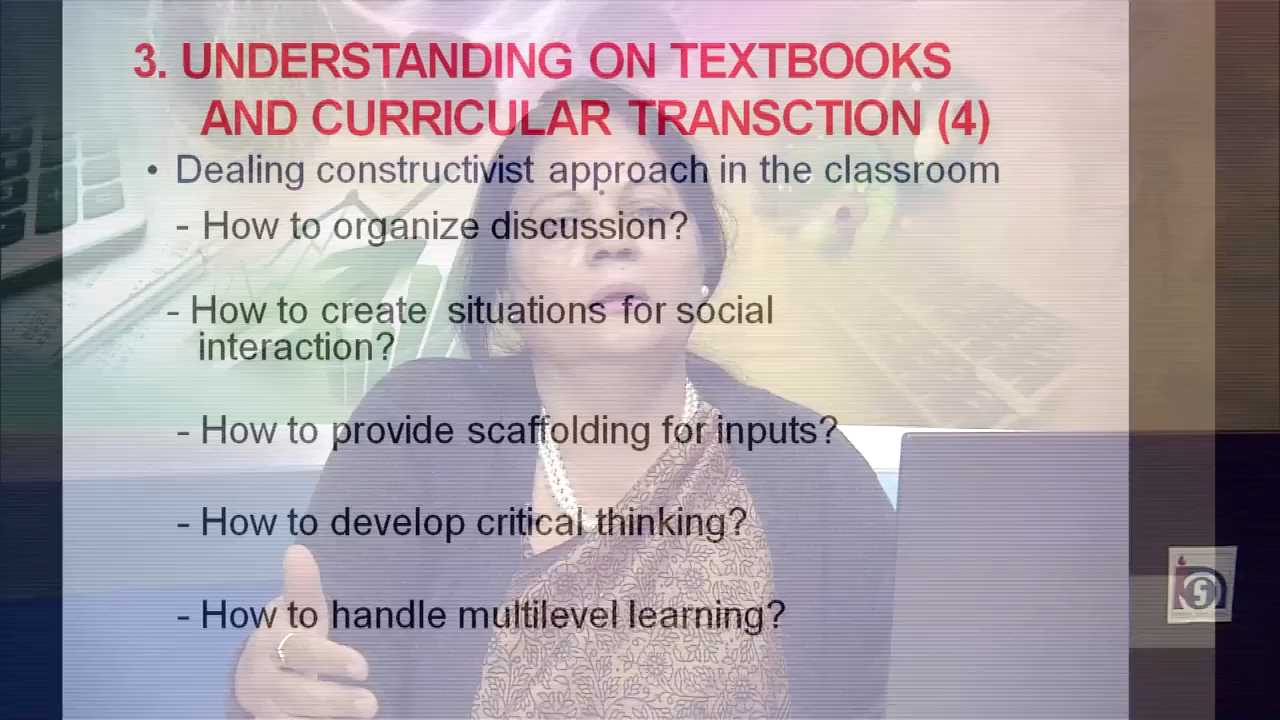 3. UNDERSTANDING ON TEXTBOOKS
AND CURRICULAR TRANSCTION (4)
• Dealing constructivist approach in the classroom
- How to organize discussion?
- How to create situations for social
interaction?
- How to provide scaffolding for inputs?
- How to develop critical thinking?
- How to handle multilevel learning?